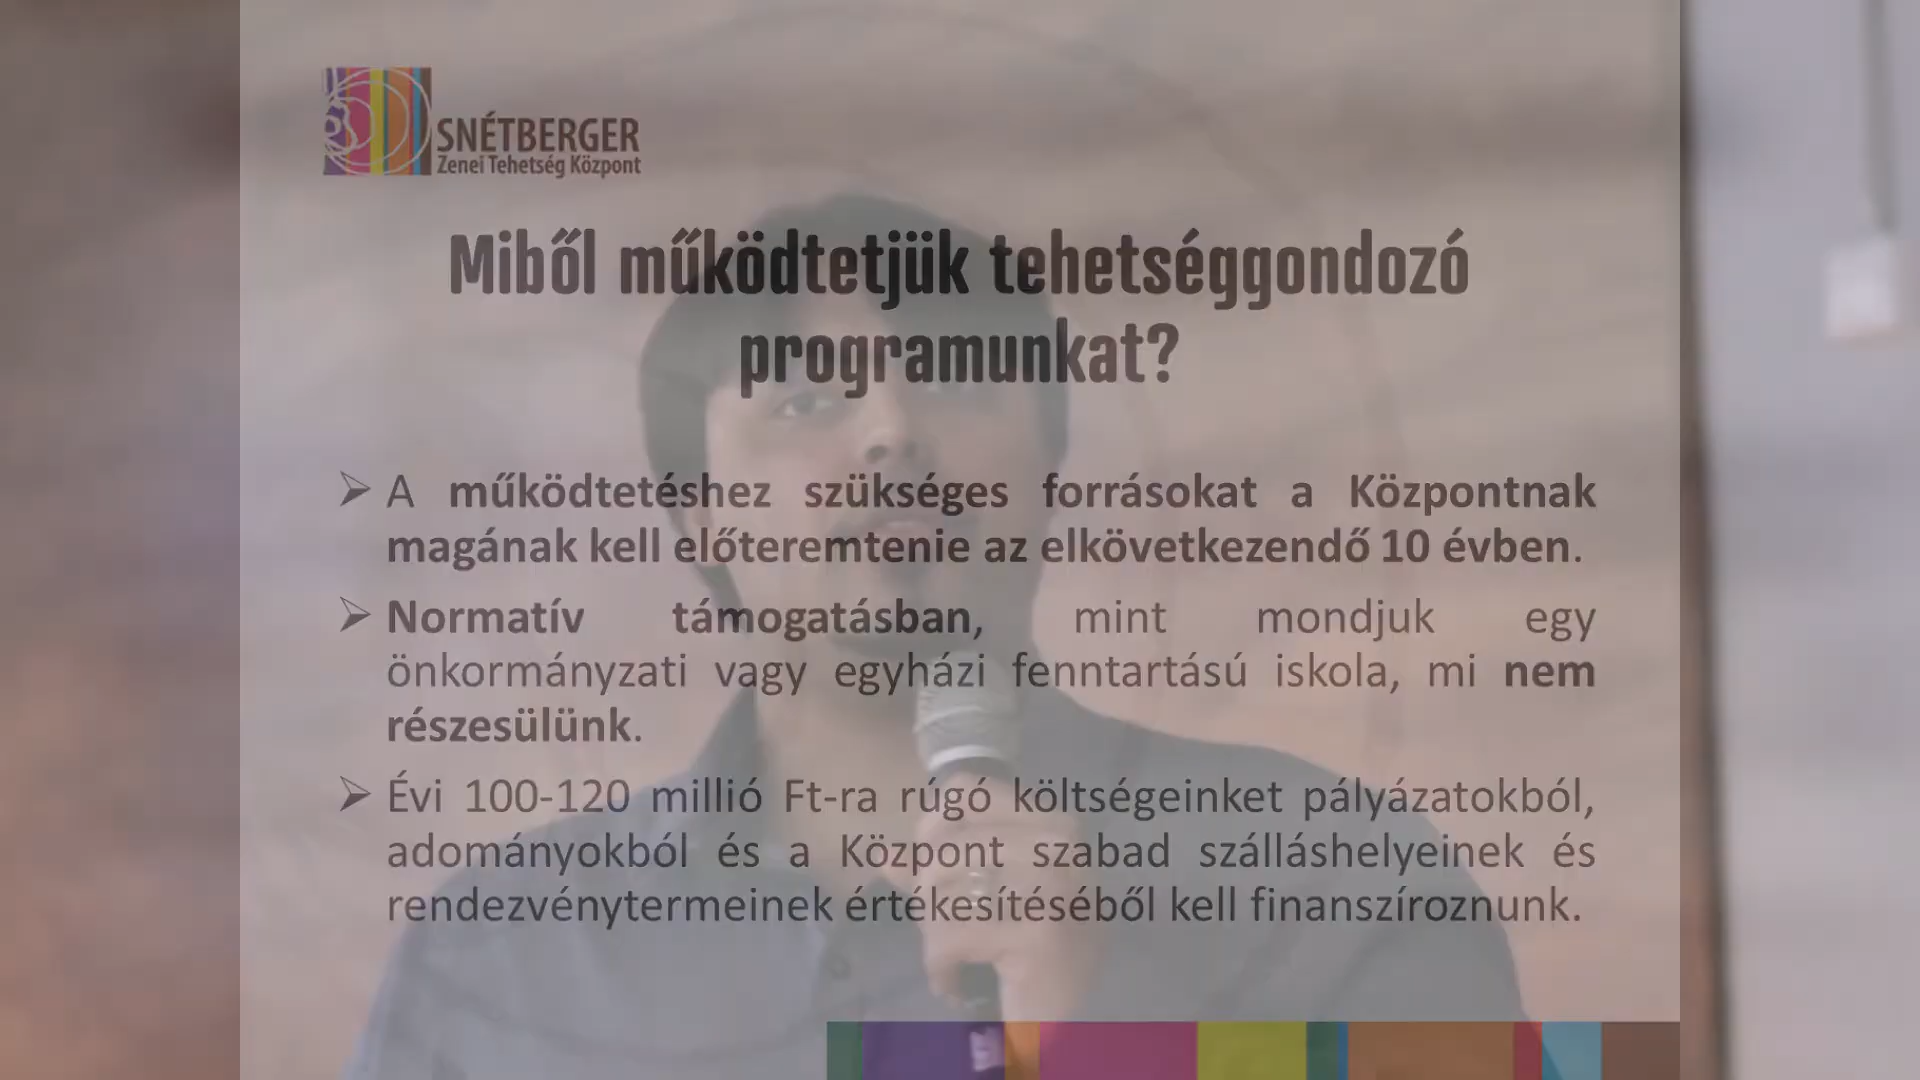 SNÉTBERGER
Zenei Tehetség Központ
Miből működtetjük tehetséggondozó
programunkat?
A működtetéshez szükséges forrásokat a Központnak
magának kell előteremtenie az elkövetkezendő 10 évben.
Normatív támogatásban, mint mondjuk egy
önkormányzati vagy egyházi fenntartású iskola, mi nem
részesülünk.
Évi 100-120 millió Ft-ra rúgó költségeinket pályázatokból,
adományokból és a Központ szabad szálláshelyeinek és
rendezvénytermeinek értékesítéséből kell finanszíroznunk.